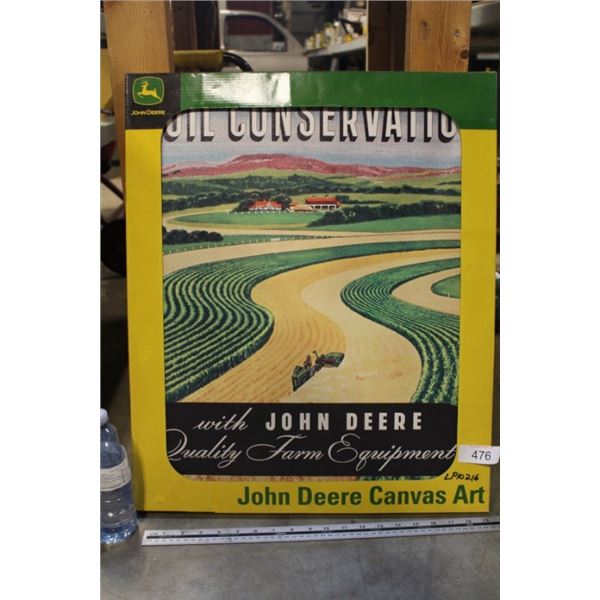 JOHN DEERE
OIL CONSERVATIO
with JOHN DEERE
Quality Farm Equipment
476
LP10216
John Deere Canvas Art